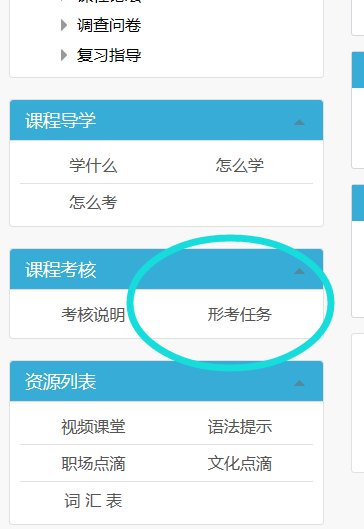 调查问卷
复习指导
课程导学
学什么 怎么学
怎么考
课程考核
考核说明 形考任务
资源列表
视频课堂 语法提示
职场点滴 文化点滴
词 汇 表